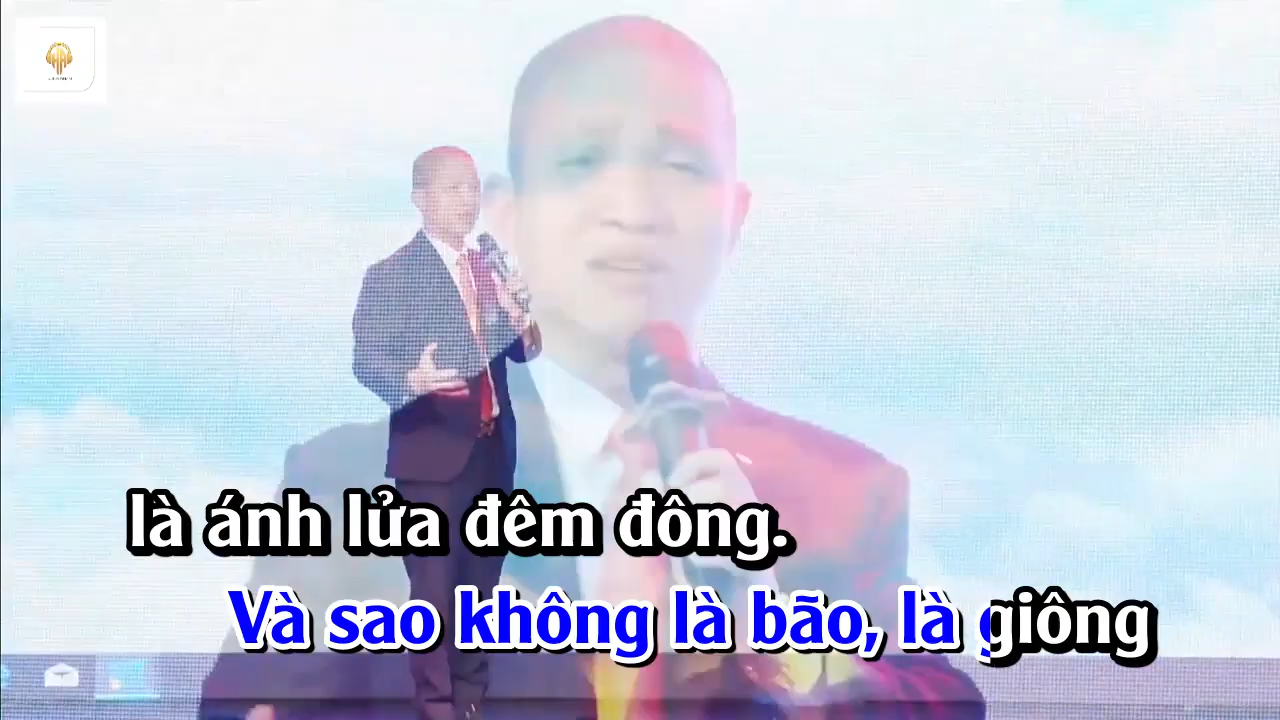 là ánh lửa đêm đông.
Và sao không là bão, là giông